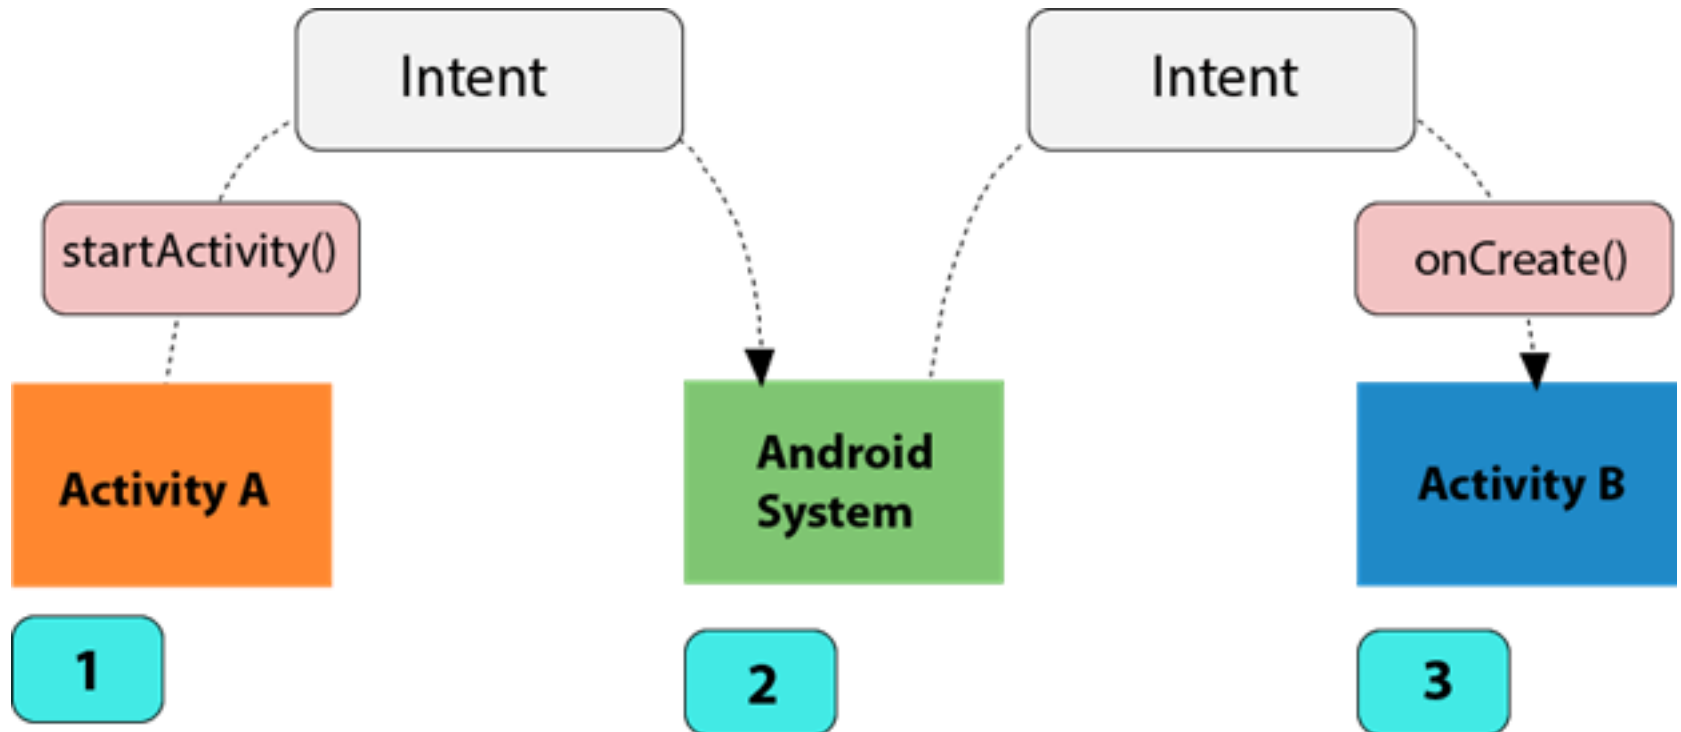 Intent
Intent
startActivity()
onCreate()
Activity A
Android
System
Activity B
1
2
3